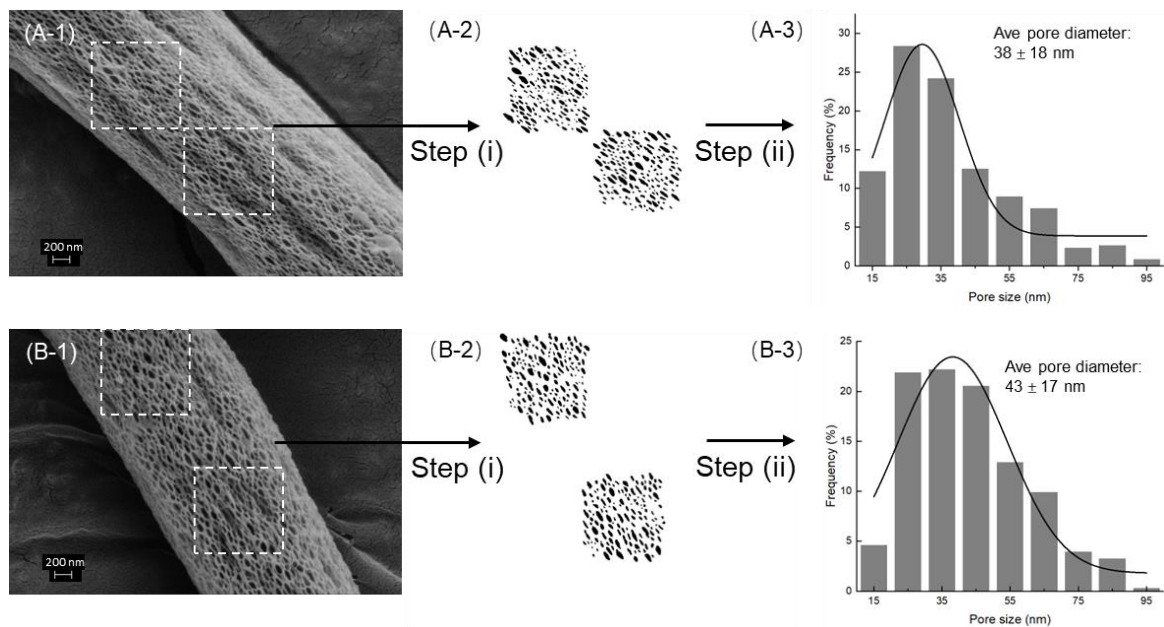 (A-1)
200 nm
Step (i)
(A-2)
Step (ii)
(A-3)
Ave pore diameter:
38 ± 18 nm
Frequency (%)
30
25
20
15
10
5
0
15
35
55
75
95
Pore size (nm)
(B-1)
200 nm
Step (i)
(B-2)
Step (ii)
(B-3)
Ave pore diameter:
43 ± 17 nm
Frequency (%)
25
20
15
10
5
0
15
35
55
75
95
Pore size (nm)